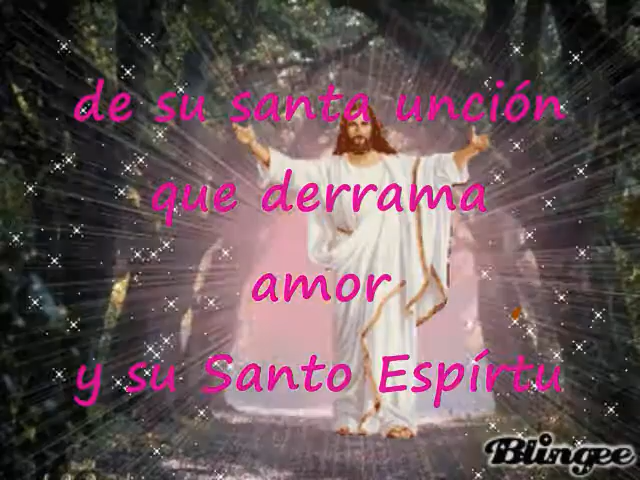 de su santa unción
que derrama
amor
y su Santo Espírtu
Blingee